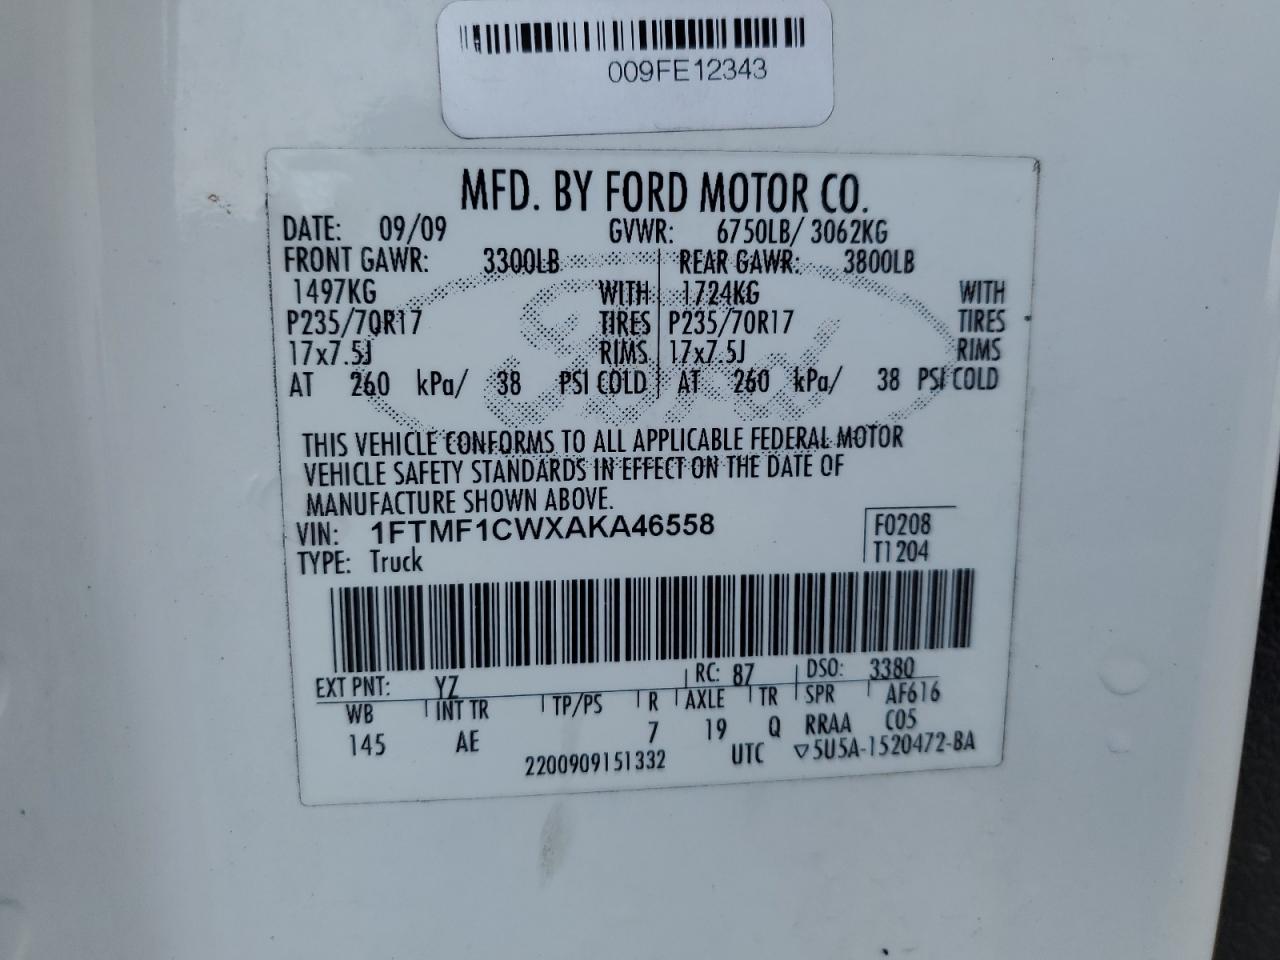 009FE12343
MFD. BY FORD MOTOR CO.
DATE: 09/09 GVWR: 6750LB/ 3062KG
FRONT GAWR: 3300LB REAR GAWR: 3800LB
1497KG WITH 1724KG WITH
P235/70R17 TIRES P235/70R17 TIRES
17x7.5J RIMS 17x7.5J RIMS
AT 260 kPa/ 38 PSI COLD AT 260 kPa/ 38 PSI COLD
Ford
THIS VEHICLE CONFORMS TO ALL APPLICABLE FEDERAL MOTOR
VEHICLE SAFETY STANDARDS IN EFFECT ON THE DATE OF
MANUFACTURE SHOWN ABOVE.
VIN: 1FTMF1CWXAKA46558 F0208
TYPE: Truck T1204
EXT PNT: YZ RC: 87 DSO: 3380
WB INT TR TP/PS R AXLE TR SPR AF616
145 AE 7 19 Q RRAA C05
2200909151332 UTC ▽5U5A-1520472-BA